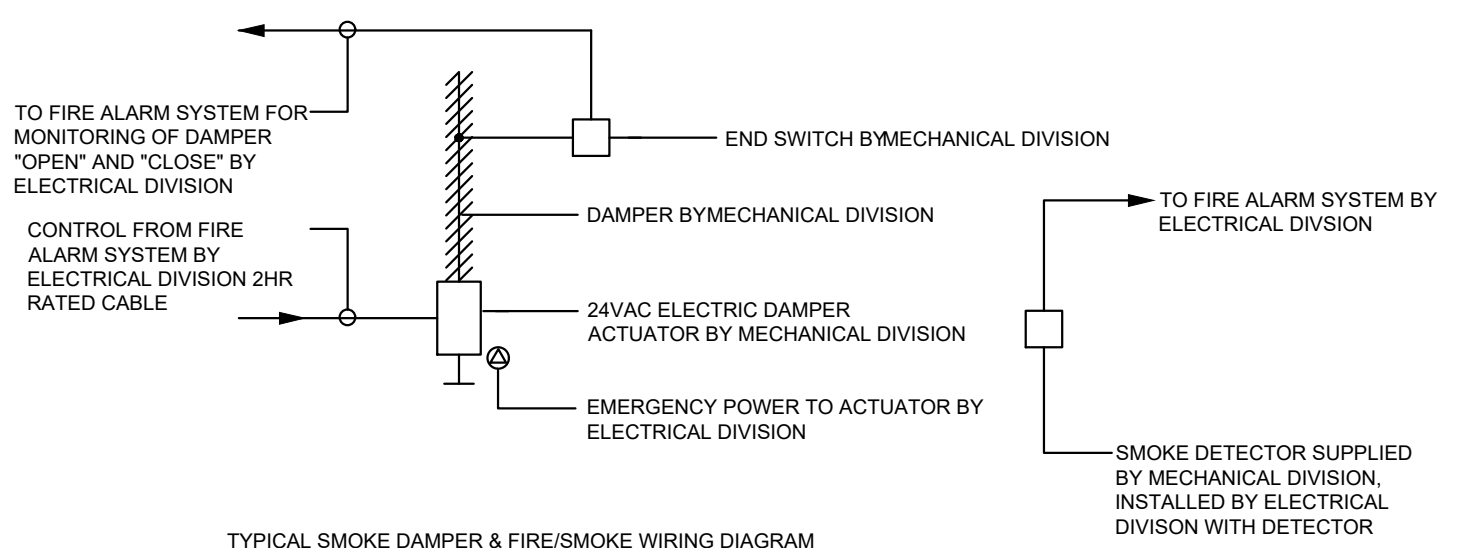 TO FIRE ALARM SYSTEM FOR
MONITORING OF DAMPER
"OPEN" AND "CLOSE" BY
ELECTRICAL DIVISION
CONTROL FROM FIRE
ALARM SYSTEM BY
ELECTRICAL DIVISION 2HR
RATED CABLE
END SWITCH BYMECHANICAL DIVISION
DAMPER BYMECHANICAL DIVISION
24VAC ELECTRIC DAMPER
ACTUATOR BY MECHANICAL DIVISION
EMERGENCY POWER TO ACTUATOR BY
ELECTRICAL DIVISION
TO FIRE ALARM SYSTEM BY
ELECTRICAL DIVSION
SMOKE DETECTOR SUPPLIED
BY MECHANICAL DIVISION,
INSTALLED BY ELECTRICAL
DIVISON WITH DETECTOR
TYPICAL SMOKE DAMPER & FIRE/SMOKE WIRING DIAGRAM